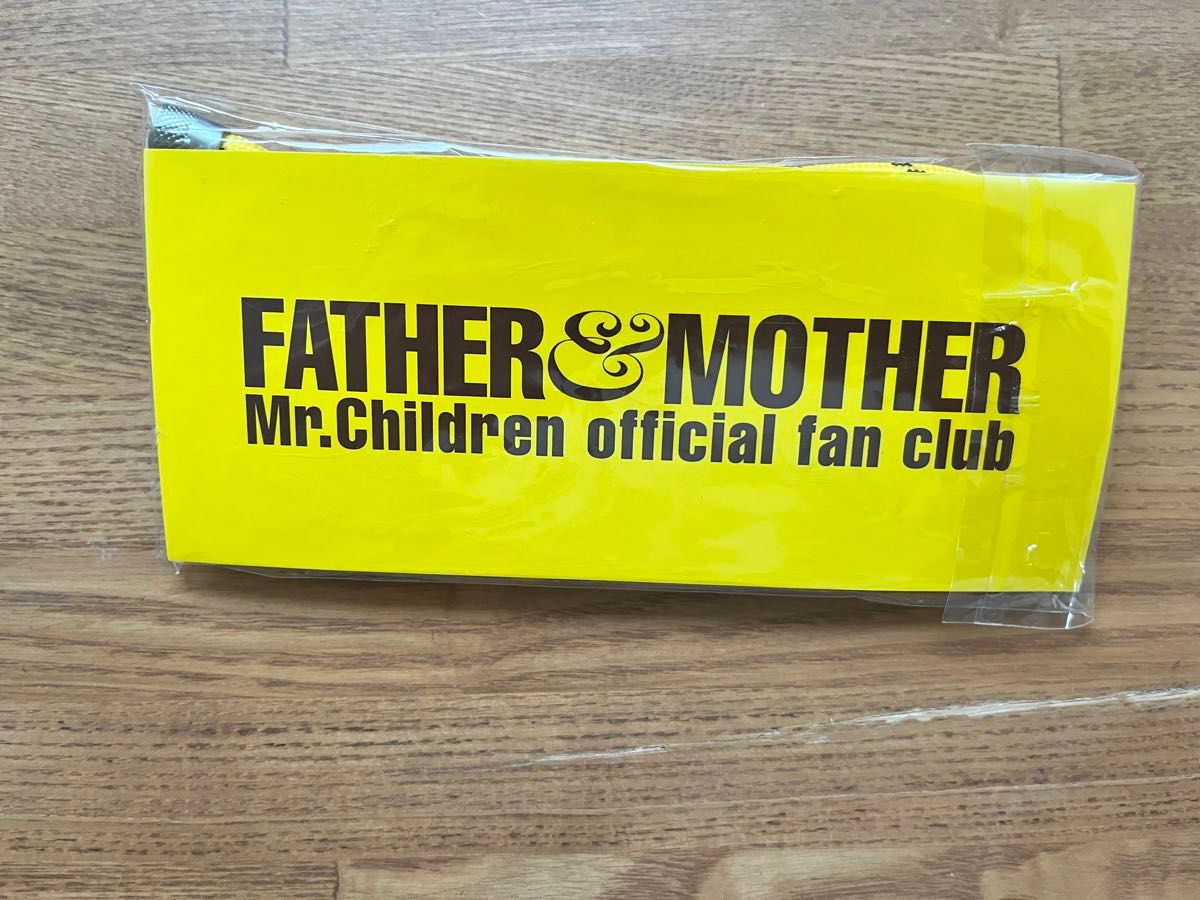 FATHER & MOTHER
Mr.Children official fan club